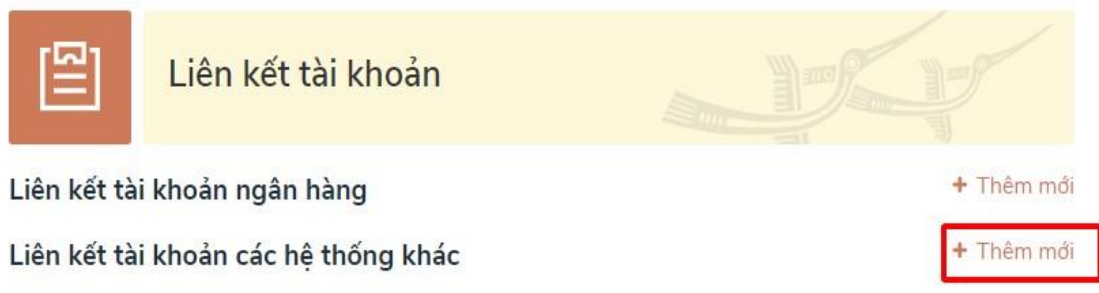 Liên kết tài khoản
Liên kết tài khoản ngân hàng + Thêm mới
Liên kết tài khoản các hệ thống khác + Thêm mới